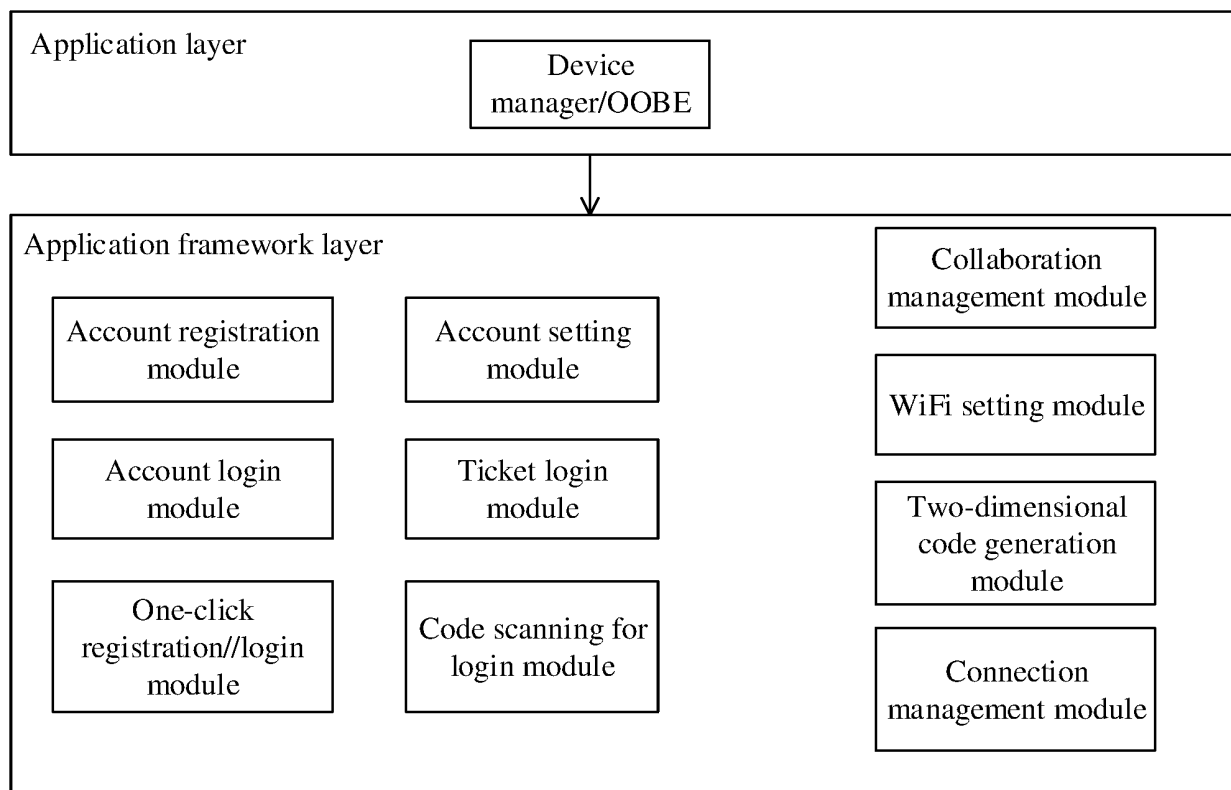 Application layer
Device
manager/OOBE
Application framework layer
Account registration
module
Account setting
module
Collaboration
management module
WiFi setting module
Account login
module
Ticket login
module
Two-dimensional
code generation
module
One-click
registration//login
module
Code scanning for
login module
Connection
management module